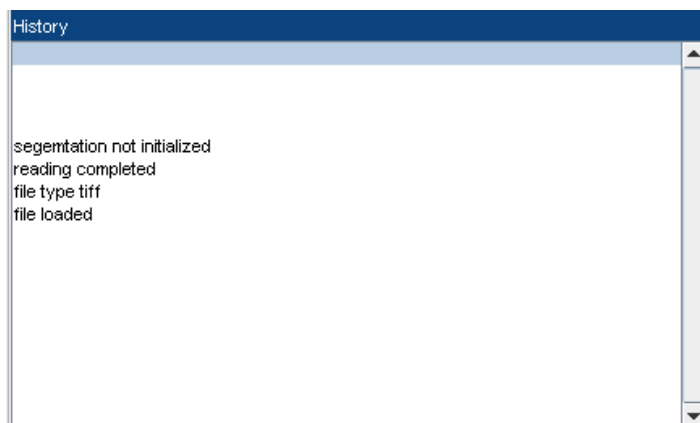 History
segemtation not initialized
reading completed
file type tiff
file loaded